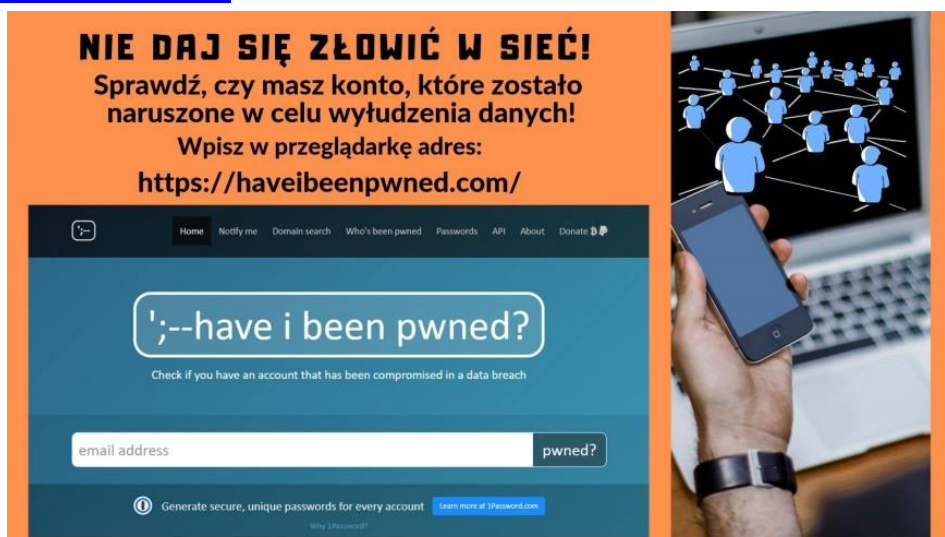 NIE DAJ SIĘ ZŁOWIĆ W SIEĆ!
Sprawdź, czy masz konto, które zostało
naruszone w celu wyłudzenia danych!
Wpisz w przeglądarkę adres:
https://haveibeenpwned.com/
';--
Home Notify me Domain search Who's been pwned Passwords API About Donate
';--have i been pwned?
Check if you have an account that has been compromised in a data breach
email address pwned?
Generate secure, unique passwords for every account Learn more at 1Password.com
Why 1Password?